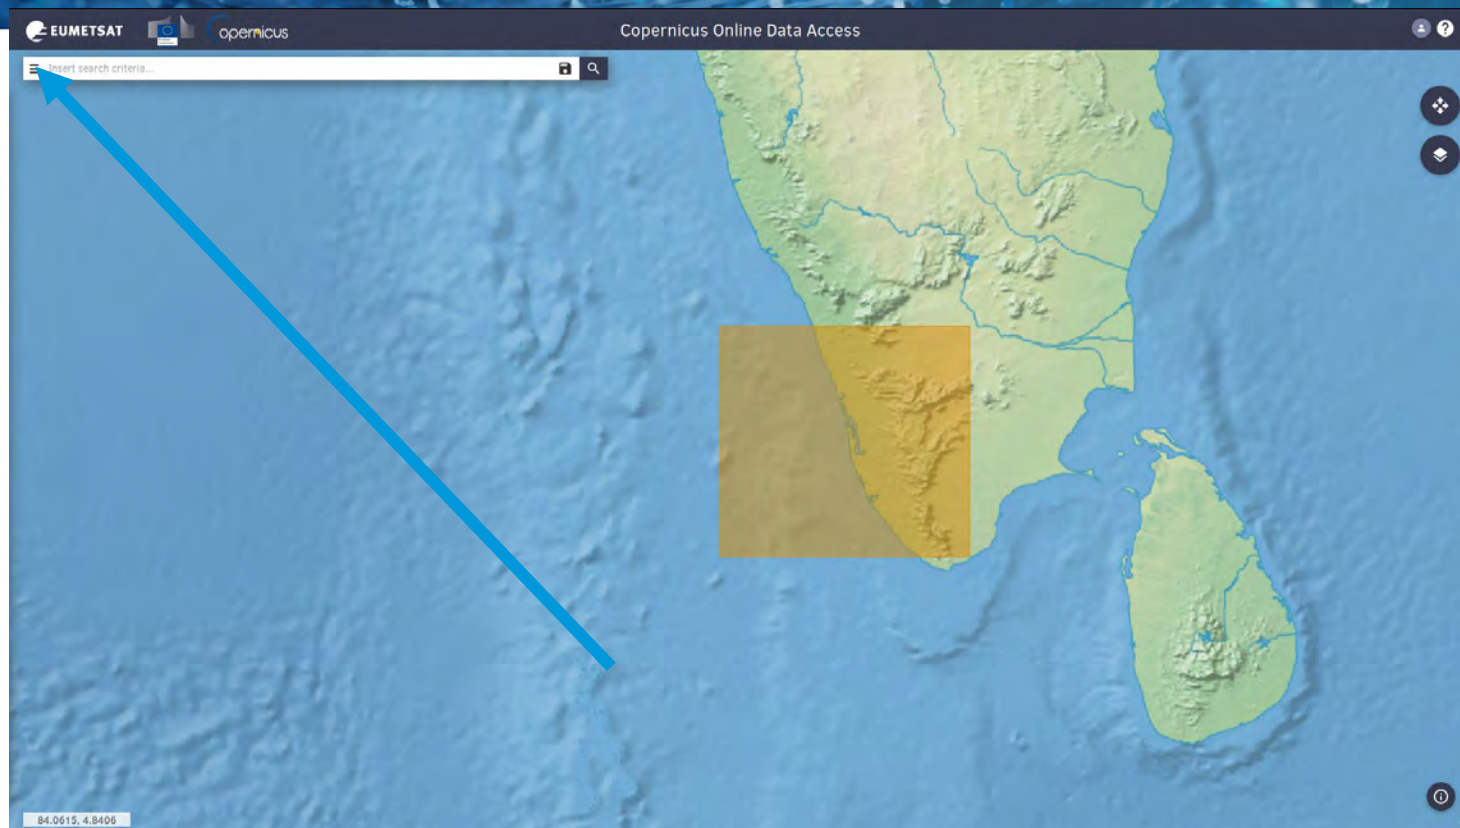 EUMETSAT
opernicus
Copernicus Online Data Access
?
Insert search criteria...
84.0615, 4.8406